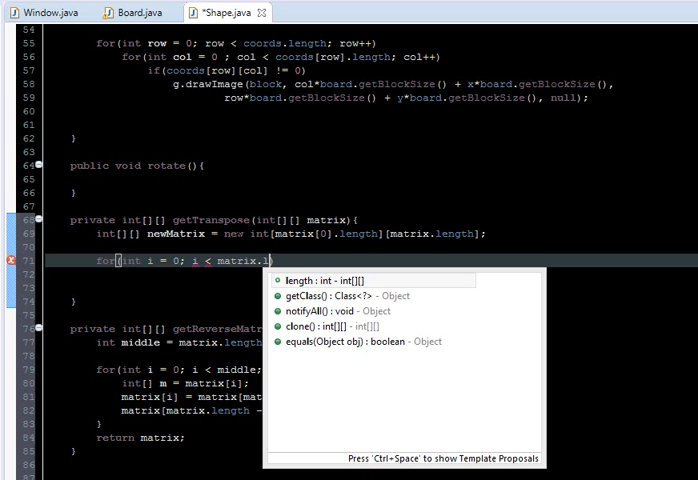 Window.java Board.java *Shape.java
54
55 for(int row = 0; row < coords.length; row++)
56 for(int col = 0 ; col < coords[row].length; col++)
57 if(coords[row][col] != 0)
58 g.drawImage(block, col*board.getBlockSize() + x*board.getBlockSize(),
59 row*board.getBlockSize() + y*board.getBlockSize(), null);
60
61
62 }
63
64 public void rotate(){
65
66 }
67
68 private int[][] getTranspose(int[][] matrix){
69 int[][] newMatrix = new int[matrix[0].length][matrix.length];
70
71 for(int i = 0; i < matrix.l)
72
73
74 }
75
76 private int[][] getReverseMatr
77 int middle = matrix.length
78
79 for(int i = 0; i < middle;
80 int[] m = matrix[i];
81 matrix[i] = matrix[mat
82 matrix[matrix.length -
83 }
84 return matrix;
85 }
86
87
length : int - int[][]
getClass() : Class<?> - Object
notifyAll() : void - Object
clone() : int[][] - int[][]
equals(Object obj) : boolean - Object
Press 'Ctrl+Space' to show Template Proposals